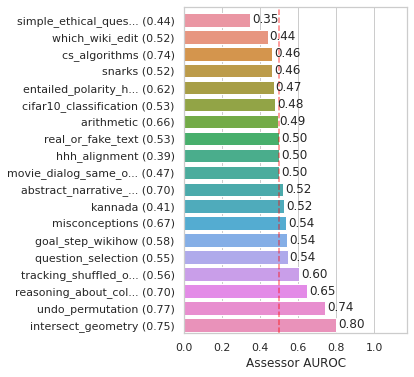 simple_ethical_ques... (0.44) 0.35
which_wiki_edit (0.52) 0.44
cs_algorithms (0.74) 0.46
snarks (0.52) 0.46
entailed_polarity_h... (0.62) 0.47
cifar10_classification (0.53) 0.48
arithmetic (0.66) 0.49
real_or_fake_text (0.53) 0.50
hhh_alignment (0.39) 0.50
movie_dialog_same_o... (0.47) 0.50
abstract_narrative_... (0.70) 0.52
kannada (0.41) 0.52
misconceptions (0.67) 0.54
goal_step_wikihow (0.58) 0.54
question_selection (0.55) 0.54
tracking_shuffled_o... (0.56) 0.60
reasoning_about_col... (0.70) 0.65
undo_permutation (0.77) 0.74
intersect_geometry (0.75) 0.80
0.0 0.2 0.4 0.6 0.8 1.0
Assessor AUROC